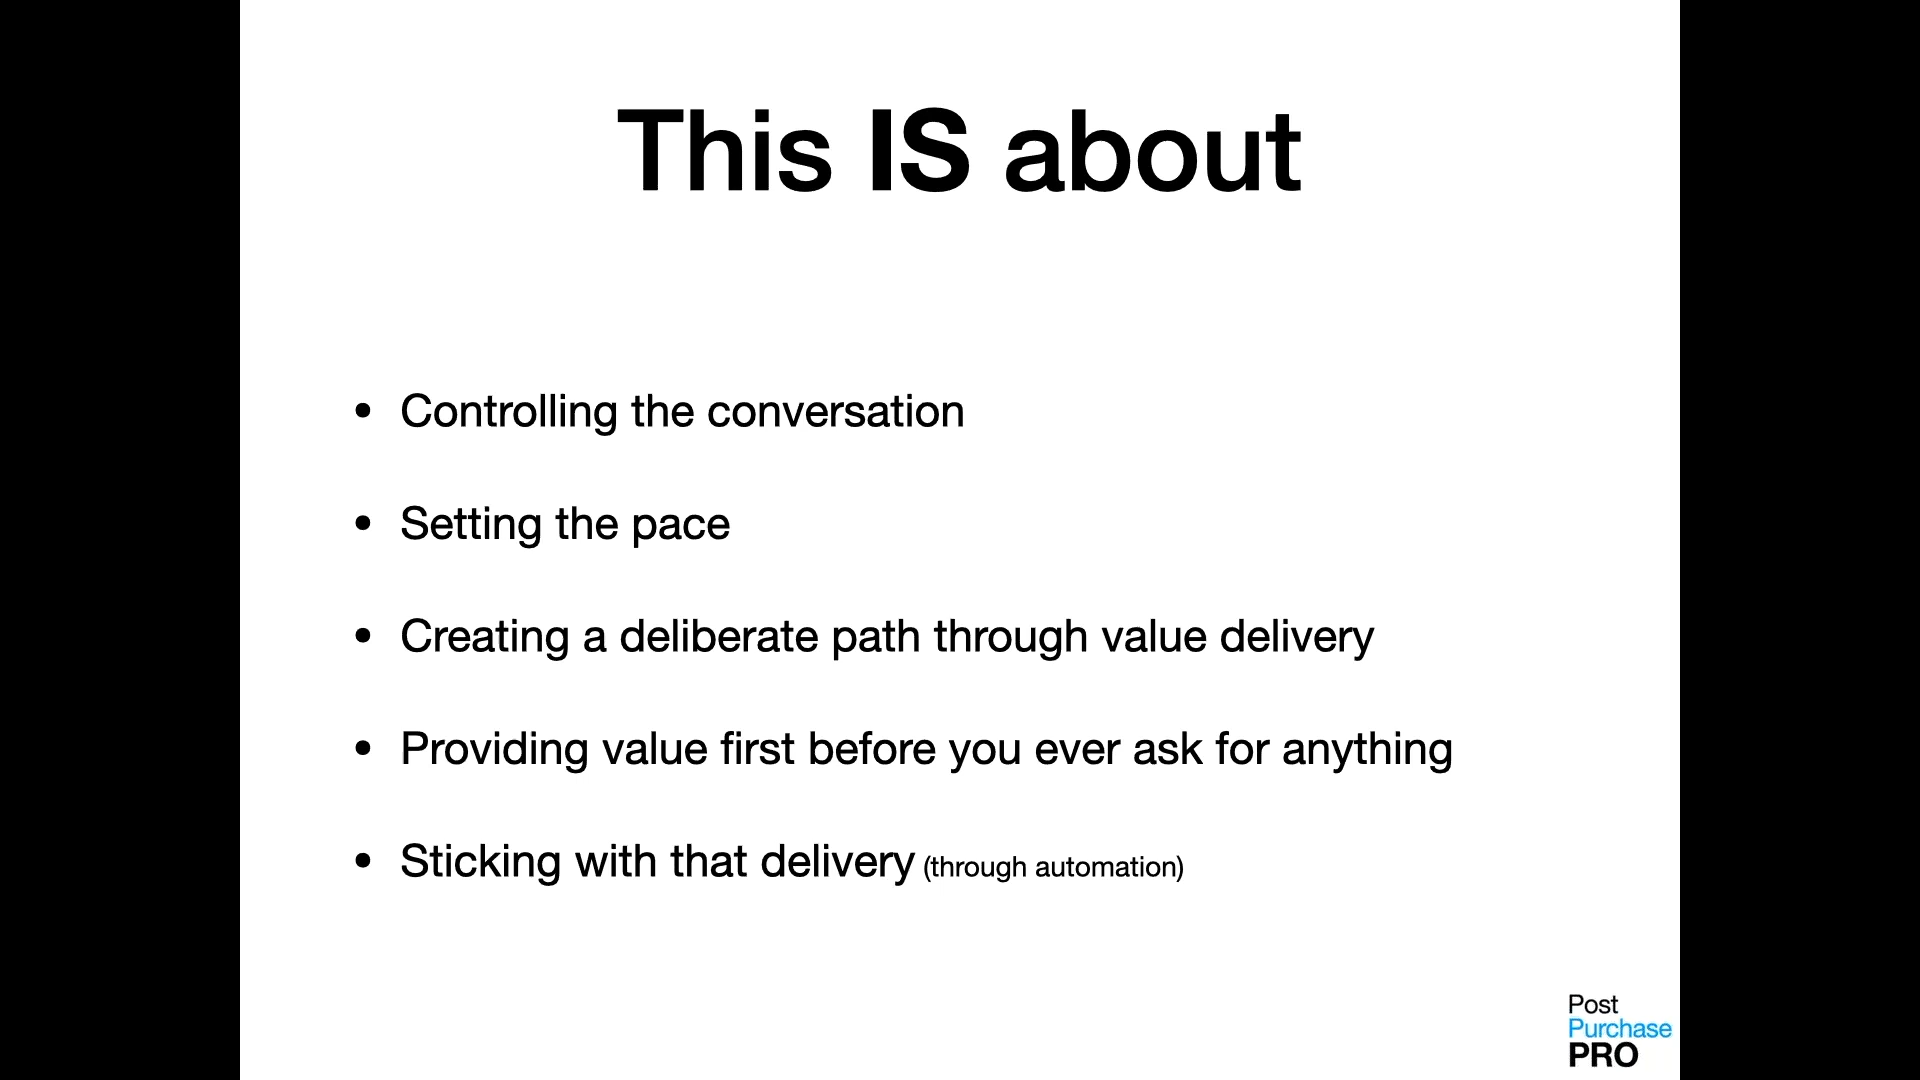 This IS about
• Controlling the conversation
• Setting the pace
• Creating a deliberate path through value delivery
• Providing value first before you ever ask for anything
• Sticking with that delivery (through automation)
Post
Purchase
PRO